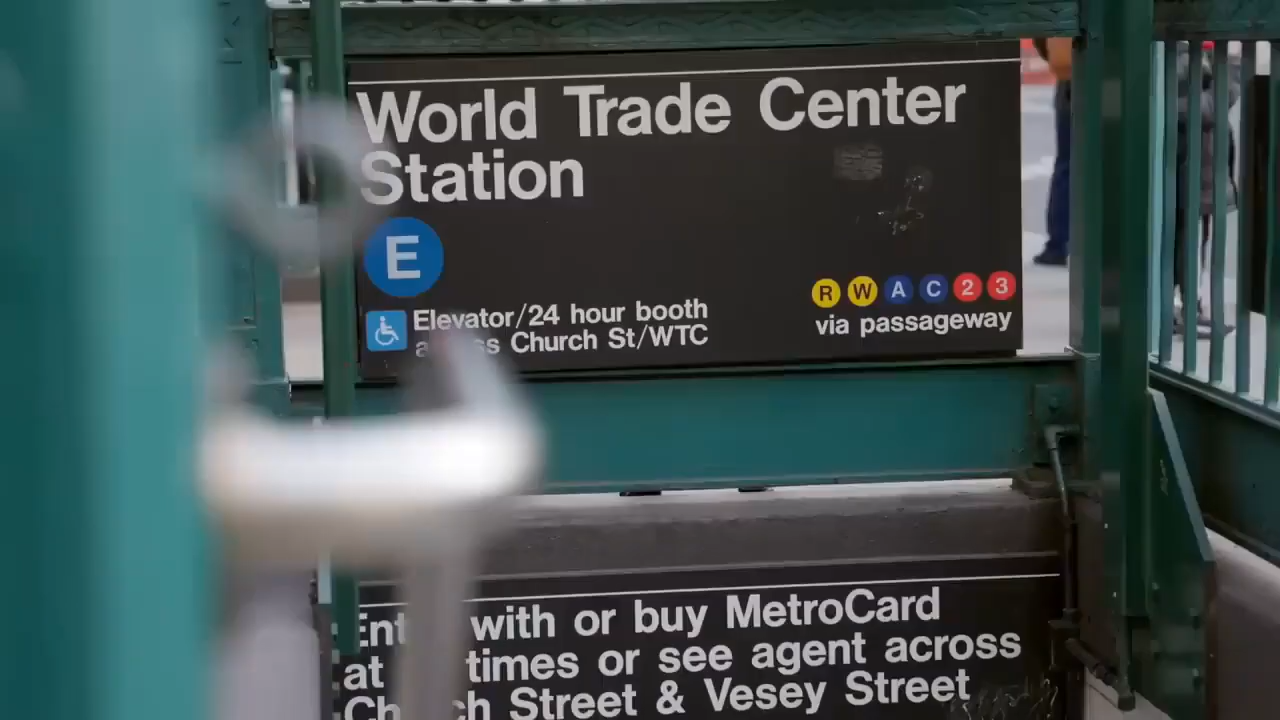 World Trade Center
Station
E
R W A C 2 3
via passageway
Elevator/24 hour booth
Church St/WTC
with or buy MetroCard
at times or see agent across
Street & Vesey Street